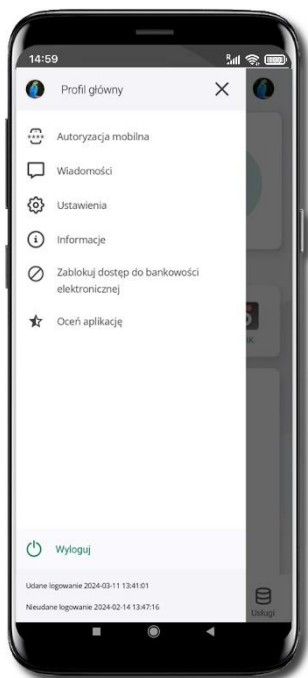 14:59
Profil główny
Autoryzacja mobilna
Wiadomości
Ustawienia
Informacje
Zablokuj dostęp do bankowości
elektronicznej
Oceń aplikację
Wyloguj
Udane logowanie 2024-03-11 13:41:01
Nieudane logowanie 2024-02-14 13:47:16
Usługi